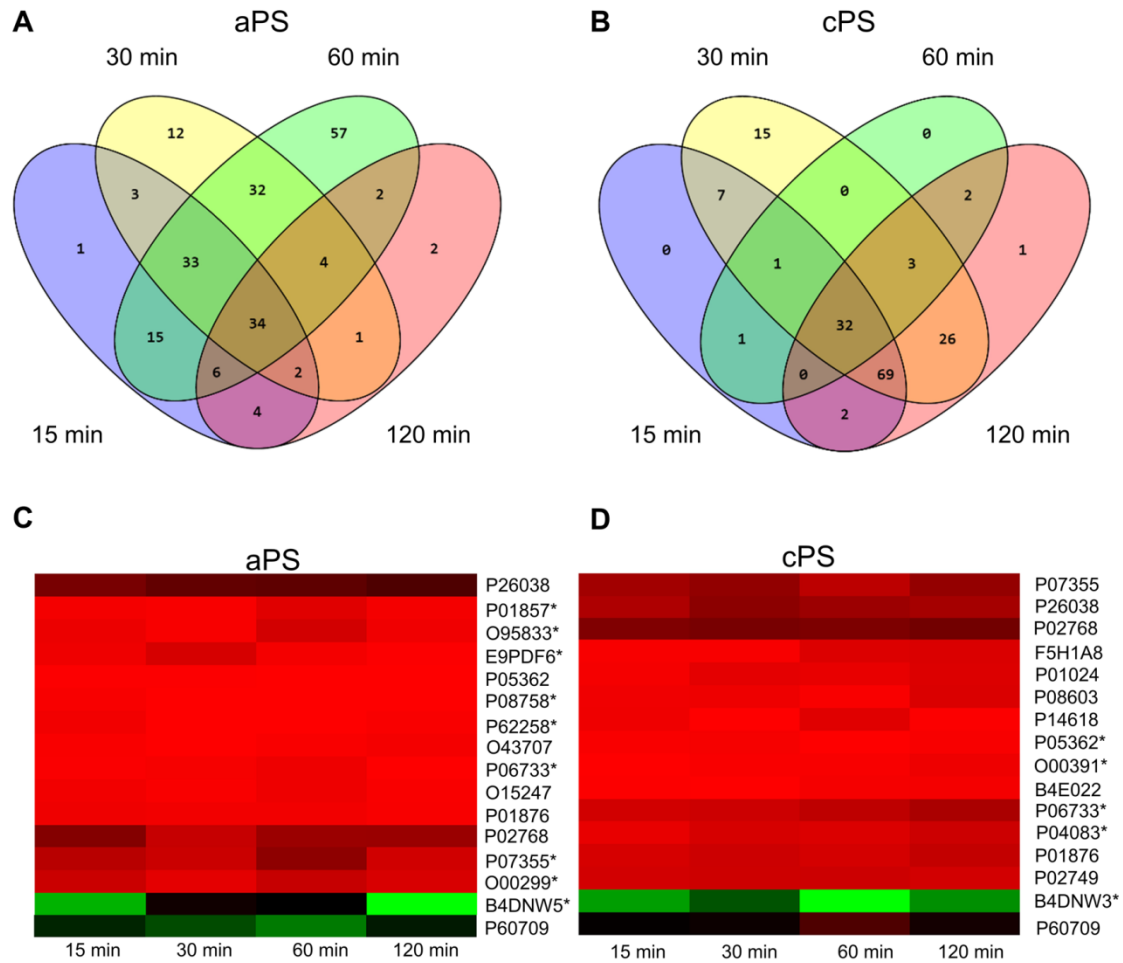 A
aPS
30 min
60 min
12
57
3
32
2
1
33
4
2
15
34
1
6
2
4
15 min
120 min
B
cPS
30 min
60 min
15
0
7
0
2
0
1
3
1
1
32
26
0
69
2
15 min
120 min
C
aPS
P26038
P01857*
O95833*
E9PDF6*
P05362
P08758*
P62258*
O43707
P06733*
O15247
P01876
P02768
P07355*
O00299*
B4DNW5*
P60709
15 min 30 min 60 min 120 min
D
cPS
P07355
P26038
P02768
F5H1A8
P01024
P08603
P14618
P05362*
O00391*
B4E022
P06733*
P04083*
P01876
P02749
B4DNW3*
P60709
15 min 30 min 60 min 120 min